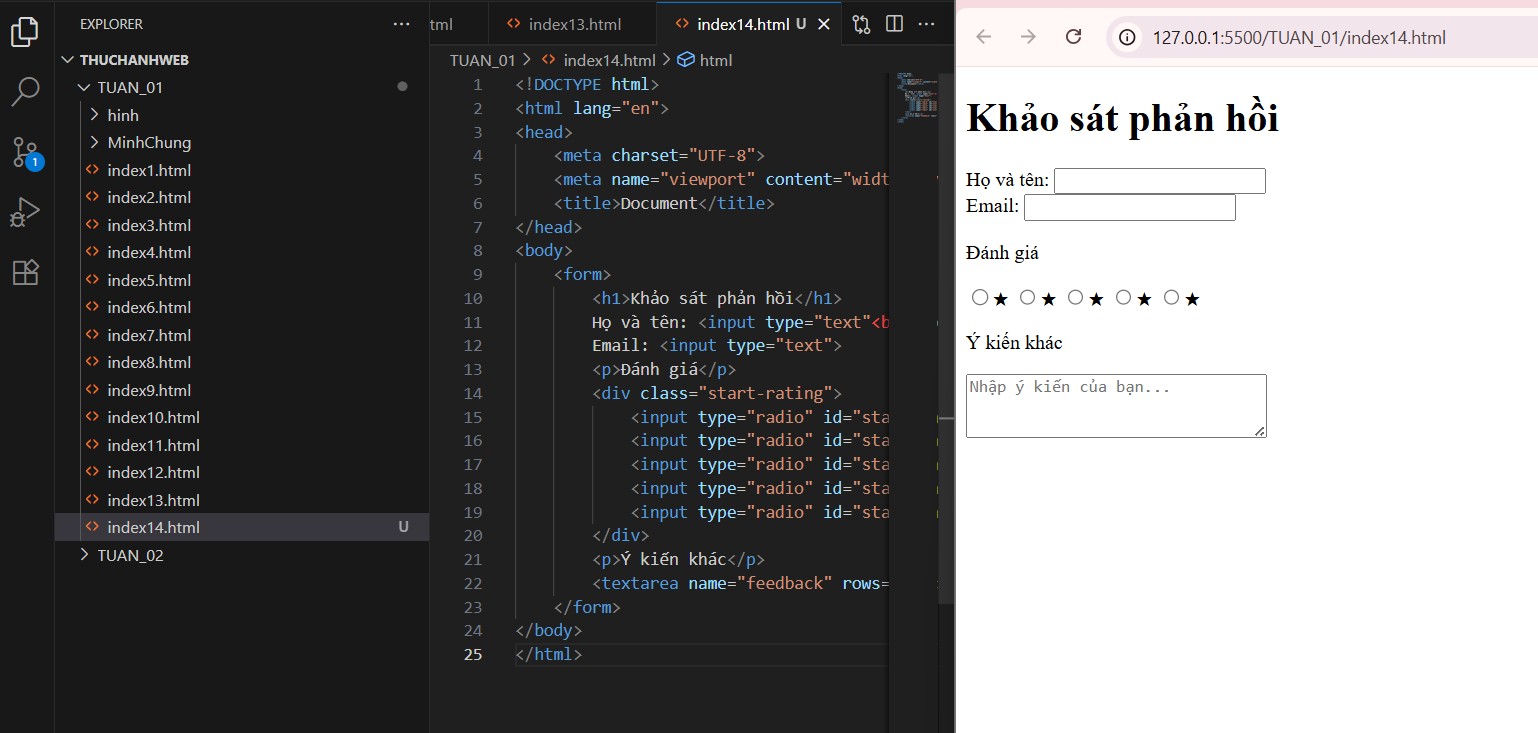 EXPLORER
THUCHANHWEB
TUAN_01
hinh
MinhChung
index1.html
index2.html
index3.html
index4.html
index5.html
index6.html
index7.html
index8.html
index9.html
index10.html
index11.html
index12.html
index13.html
index14.html U
TUAN_02
1
tml index13.html index14.html U
TUAN_01 > index14.html > html
1 <!DOCTYPE html>
2 <html lang="en">
3 <head>
4 <meta charset="UTF-8">
5 <meta name="viewport" content="widt
6 <title>Document</title>
7 </head>
8 <body>
9 <form>
10 <h1>Khảo sát phản hồi</h1>
11 Họ và tên: <input type="text"<b
12 Email: <input type="text">
13 <p>Đánh giá</p>
14 <div class="start-rating">
15 <input type="radio" id="sta
16 <input type="radio" id="sta
17 <input type="radio" id="sta
18 <input type="radio" id="sta
19 <input type="radio" id="sta
20 </div>
21 <p>Ý kiến khác</p>
22 <textarea name="feedback" rows=
23 </form>
24 </body>
25 </html>
127.0.0.1:5500/TUAN_01/index14.html
Khảo sát phản hồi
Họ và tên:
Email:
Đánh giá
★ ★ ★ ★ ★
Ý kiến khác
Nhập ý kiến của bạn...